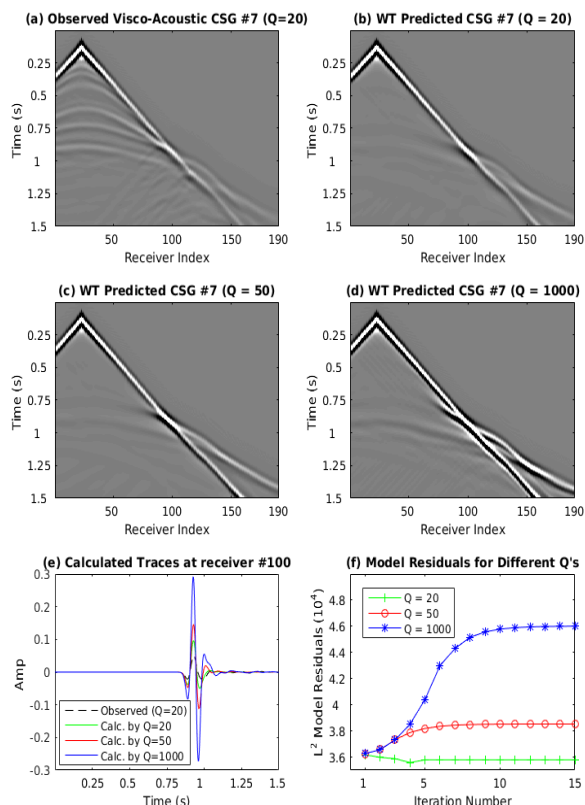 (a) Observed Visco-Acoustic CSG #7 (Q=20)
0.25
0.5
0.75
1
1.25
1.5
Time (s)
50 100 150 190
Receiver Index
(b) WT Predicted CSG #7 (Q = 20)
0.25
0.5
0.75
1
1.25
1.5
Time (s)
50 100 150 190
Receiver Index
(c) WT Predicted CSG #7 (Q = 50)
0.25
0.5
0.75
1
1.25
1.5
Time (s)
50 100 150 190
Receiver Index
(d) WT Predicted CSG #7 (Q = 1000)
0.25
0.5
0.75
1
1.25
1.5
Time (s)
50 100 150 190
Receiver Index
(e) Calculated Traces at receiver #100
0.3
0.2
0.1
0
-0.1
-0.2
-0.3
Amp
Observed (Q=20)
Calc. by Q=20
Calc. by Q=50
Calc. by Q=1000
0.25 0.5 0.75 1 1.25 1.5
Time (s)
(f) Model Residuals for Different Q's
4.8
4.5
4.2
3.9
3.6
L² Model Residuals (10⁴)
Q = 20
Q = 50
Q = 1000
1 5 10 15
Iteration Number